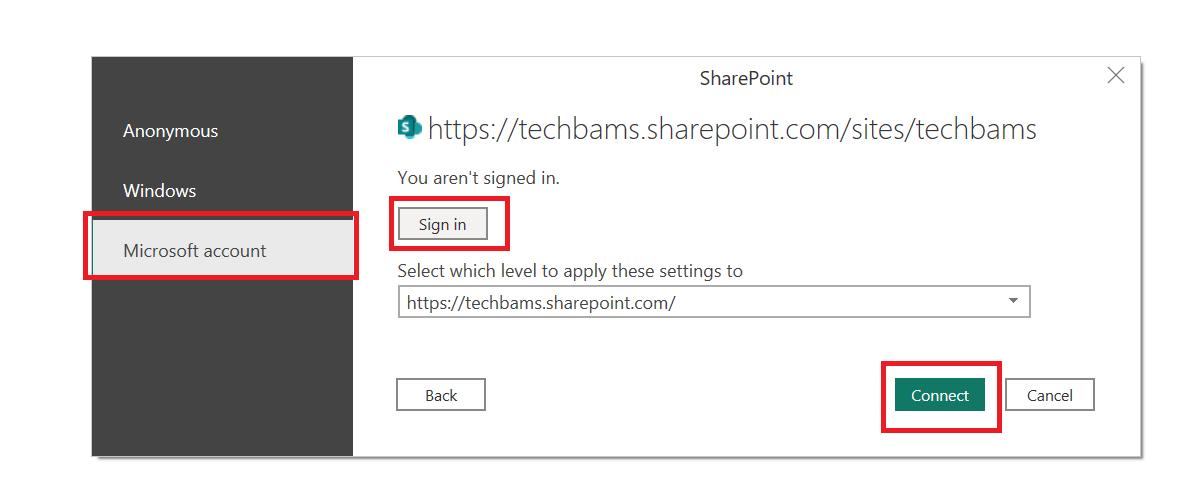 SharePoint
Anonymous
Windows
Microsoft account
S https://techbams.sharepoint.com/sites/techbams
You aren't signed in.
Sign in
Select which level to apply these settings to
https://techbams.sharepoint.com/
Back
Connect
Cancel